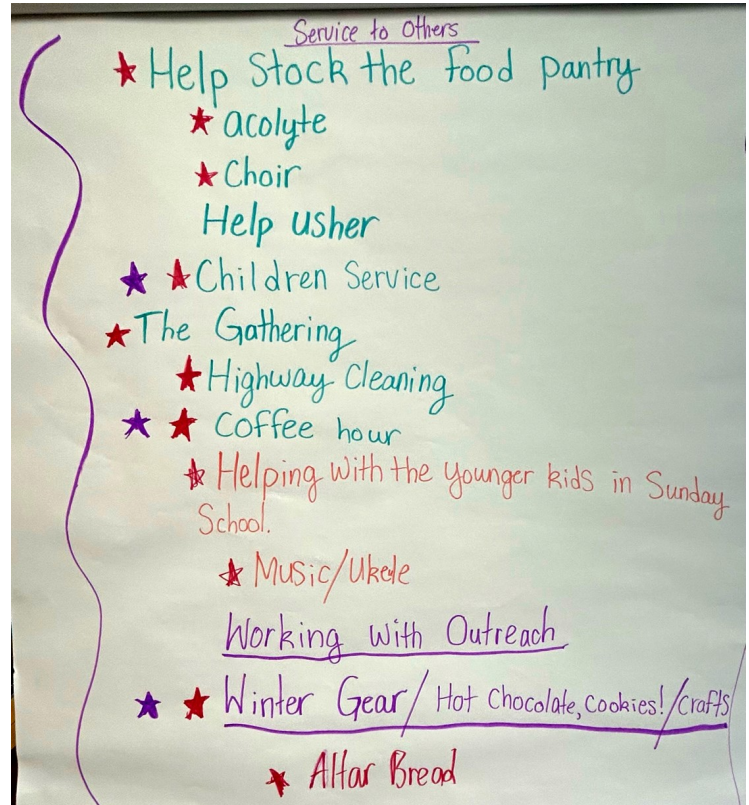 Service to Others
Help Stock the food pantry
acolyte
Choir
Help usher
Children Service
The Gathering
Highway Cleaning
Coffee hour
Helping with the younger kids in Sunday
School.
Music/Ukele
Working with Outreach
Winter Gear/Hot Chocolate, Cookies!/Crafts
Altar Bread